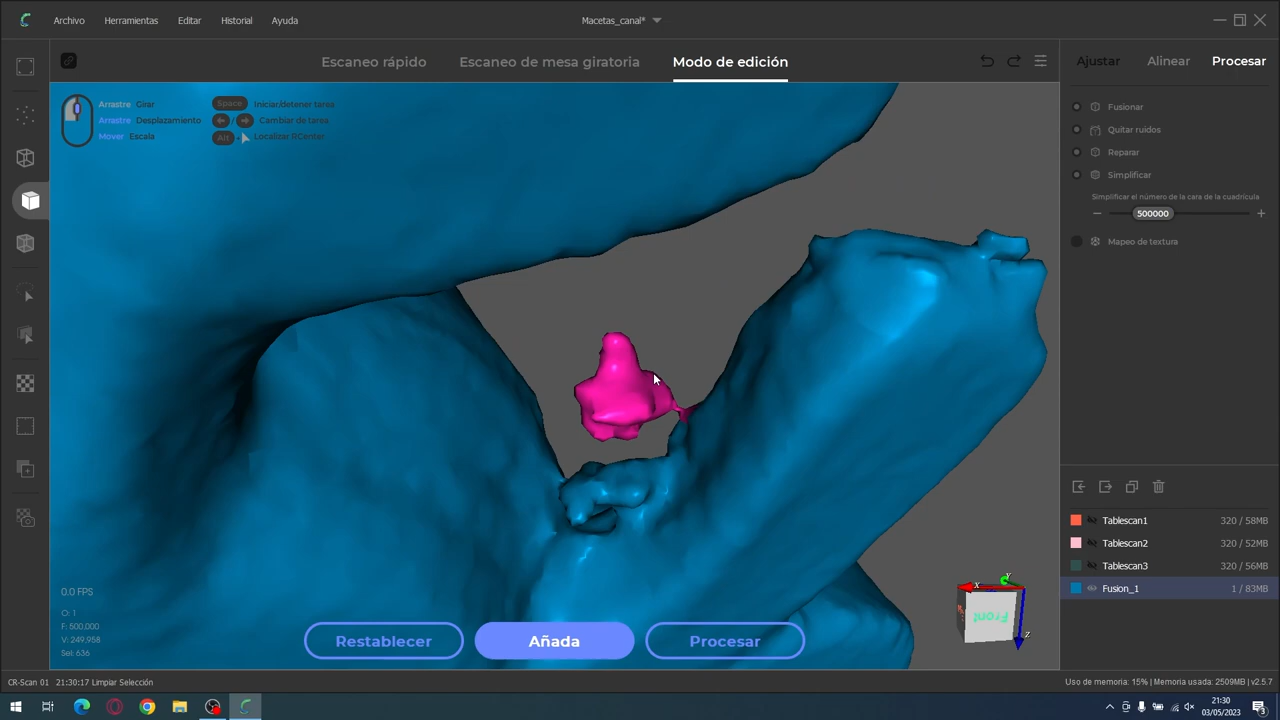 Archivo Herramientas Editar Historial Ayuda
Macetas_canal*
Escaneo rápido Escaneo de mesa giratoria Modo de edición
Ajustar Alinear Procesar
Arrastre Girar
Arrastre Desplazamiento
Mover Escala
Space Iniciar/detener tarea
/ Cambiar de tarea
Alt + Localizar RCenter
Fusionar
Quitar ruidos
Reparar
Simplificar
Simplificar el número de la cara de la cuadrícula
− 500000 +
Mapeo de textura
Tablescan1 320 / 58MB
Tablescan2 320 / 52MB
Tablescan3 320 / 56MB
Fusion_1 1 / 83MB
0.0 FPS
O: 1
F: 500.000
V: 249,958
Sel: 636
X
Y
Z
Front
Restablecer Añada Procesar
CR-Scan 01 21:30:17 Limpiar Selección
Uso de memoria: 15% | Memoria usada: 2509MB | v2.5.7
21:30
03/05/2023
3